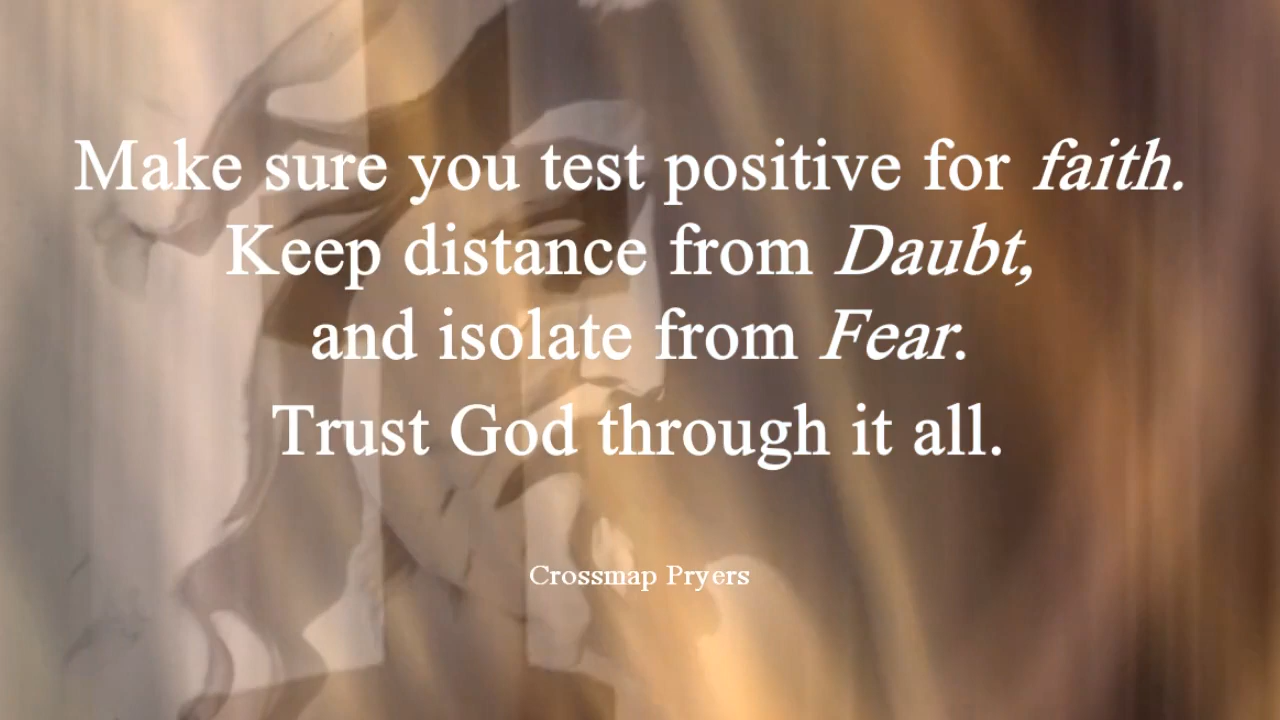 Make sure you test positive for faith.
Keep distance from Daubt,
and isolate from Fear.
Trust God through it all.
Crossmap Pryers